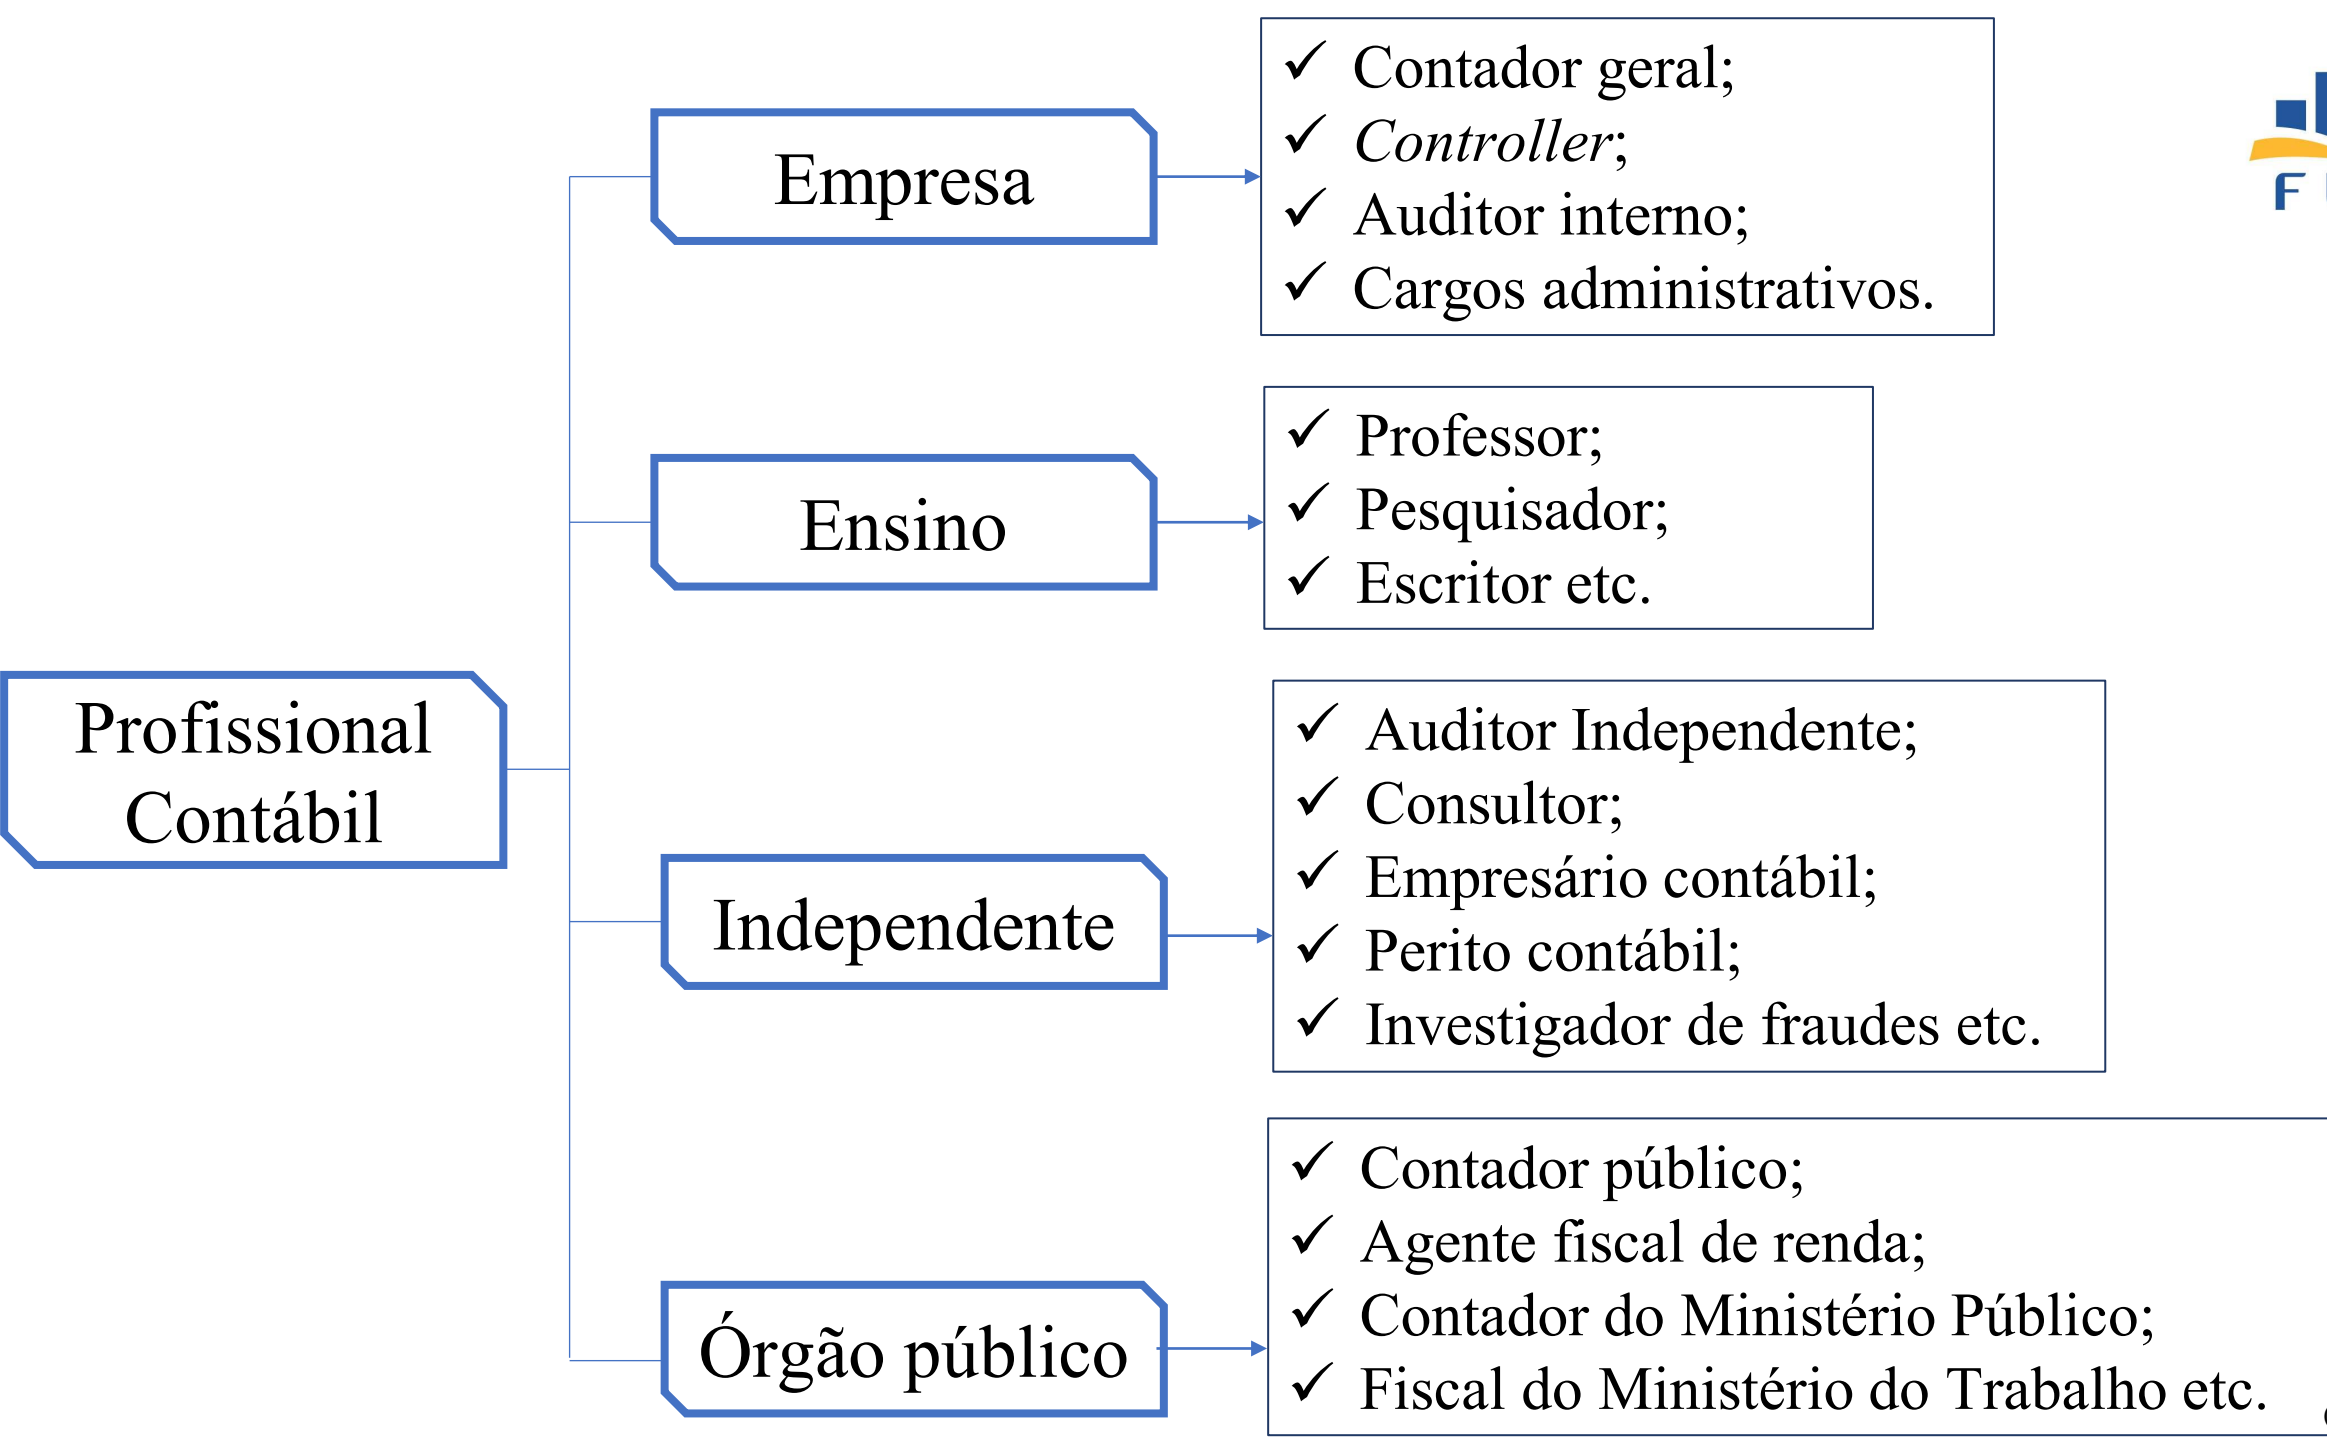 Contador geral;
Controller;
Auditor interno;
Cargos administrativos.
Empresa
Professor;
Pesquisador;
Escritor etc.
Ensino
Profissional
Contábil
Auditor Independente;
Consultor;
Empresário contábil;
Perito contábil;
Investigador de fraudes etc.
Independente
Contador público;
Agente fiscal de renda;
Contador do Ministério Público;
Fiscal do Ministério do Trabalho etc.
Órgão público